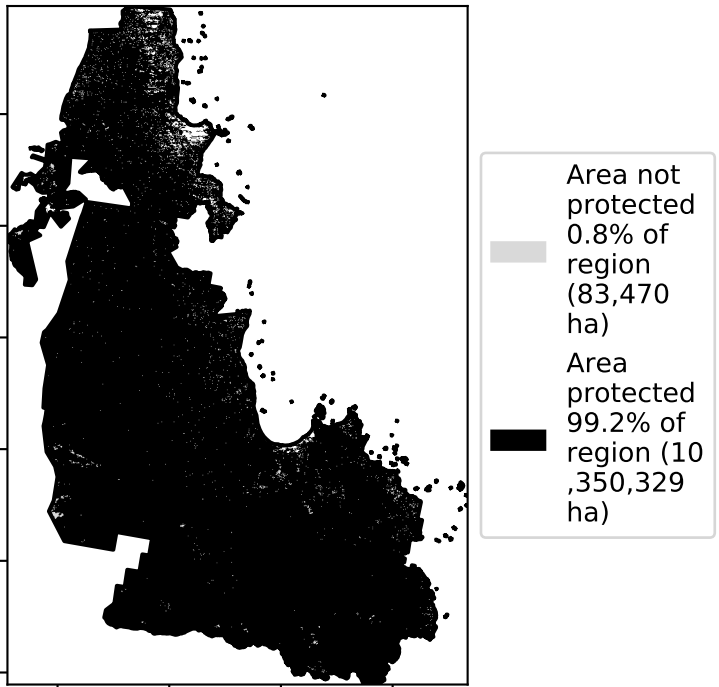 Area not
protected
0.8% of
region
(83,470
ha)
Area
protected
99.2% of
region (10
,350,329
ha)